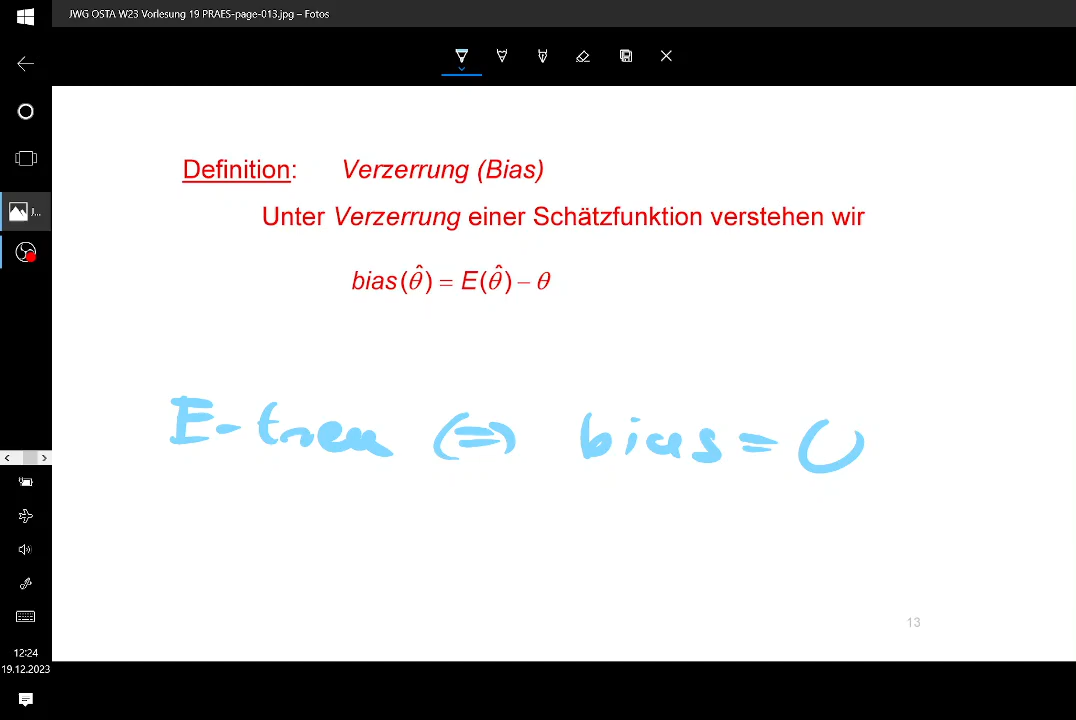 JWG OSTA W23 Vorlesung 19 PRAES-page-013.jpg – Fotos
J...
Definition: Verzerrung (Bias)
Unter Verzerrung einer Schätzfunktion verstehen wir
bias(θ̂) = E(θ̂) – θ
E-treu ⇔ bias = 0
13
12:24
19.12.2023